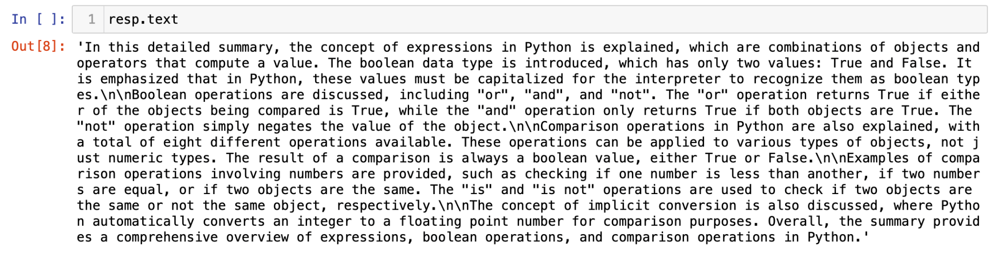 In [ ]: 1 resp.text
Out[8]: 'In this detailed summary, the concept of expressions in Python is explained, which are combinations of objects and
operators that compute a value. The boolean data type is introduced, which has only two values: True and False. It
is emphasized that in Python, these values must be capitalized for the interpreter to recognize them as boolean typ
es.\n\nBoolean operations are discussed, including "or", "and", and "not". The "or" operation returns True if eithe
r of the objects being compared is True, while the "and" operation only returns True if both objects are True. The
"not" operation simply negates the value of the object.\n\nComparison operations in Python are also explained, with
a total of eight different operations available. These operations can be applied to various types of objects, not j
ust numeric types. The result of a comparison is always a boolean value, either True or False.\n\nExamples of compa
rison operations involving numbers are provided, such as checking if one number is less than another, if two number
s are equal, or if two objects are the same. The "is" and "is not" operations are used to check if two objects are
the same or not the same object, respectively.\n\nThe concept of implicit conversion is also discussed, where Pytho
n automatically converts an integer to a floating point number for comparison purposes. Overall, the summary provid
es a comprehensive overview of expressions, boolean operations, and comparison operations in Python.'